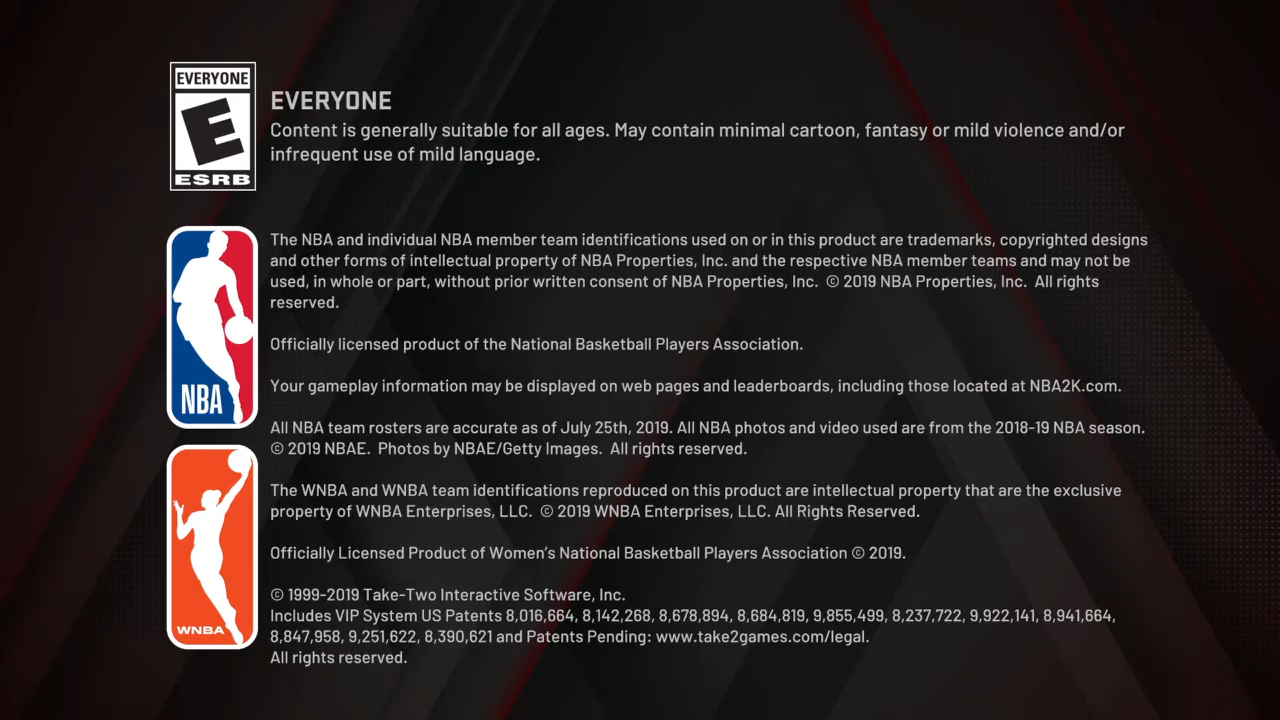 EVERYONE
E
ESRB
EVERYONE
Content is generally suitable for all ages. May contain minimal cartoon, fantasy or mild violence and/or
infrequent use of mild language.
The NBA and individual NBA member team identifications used on or in this product are trademarks, copyrighted designs
and other forms of intellectual property of NBA Properties, Inc. and the respective NBA member teams and may not be
used, in whole or part, without prior written consent of NBA Properties, Inc.  © 2019 NBA Properties, Inc.  All rights
reserved.
Officially licensed product of the National Basketball Players Association.
Your gameplay information may be displayed on web pages and leaderboards, including those located at NBA2K.com.
NBA
All NBA team rosters are accurate as of July 25th, 2019. All NBA photos and video used are from the 2018-19 NBA season.
© 2019 NBAE.  Photos by NBAE/Getty Images.  All rights reserved.
The WNBA and WNBA team identifications reproduced on this product are intellectual property that are the exclusive
property of WNBA Enterprises, LLC.  © 2019 WNBA Enterprises, LLC. All Rights Reserved.
Officially Licensed Product of Women's National Basketball Players Association © 2019.
© 1999-2019 Take-Two Interactive Software, Inc.
Includes VIP System US Patents 8,016,664, 8,142,268, 8,678,894, 8,684,819, 9,855,499, 8,237,722, 9,922,141, 8,941,664,
WNBA
8,847,958, 9,251,622, 8,390,621 and Patents Pending: www.take2games.com/legal.
All rights reserved.